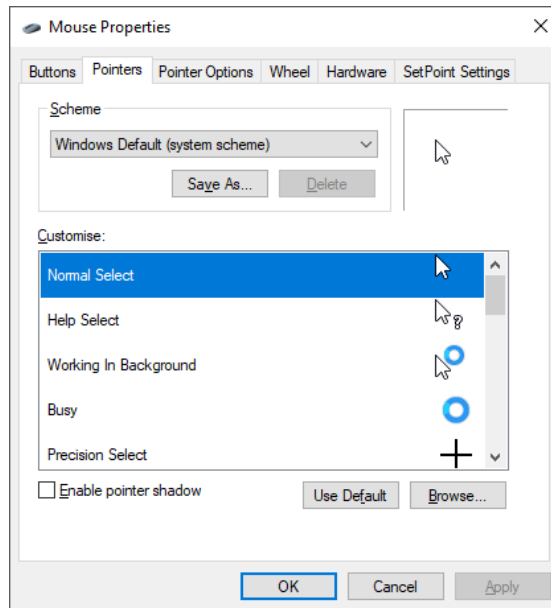 Mouse Properties
Buttons Pointers Pointer Options Wheel Hardware SetPoint Settings
Scheme
Windows Default (system scheme)
Save As... Delete
Customise:
Normal Select
Help Select
Working In Background
Busy
Precision Select
Enable pointer shadow
Use Default Browse...
OK Cancel Apply